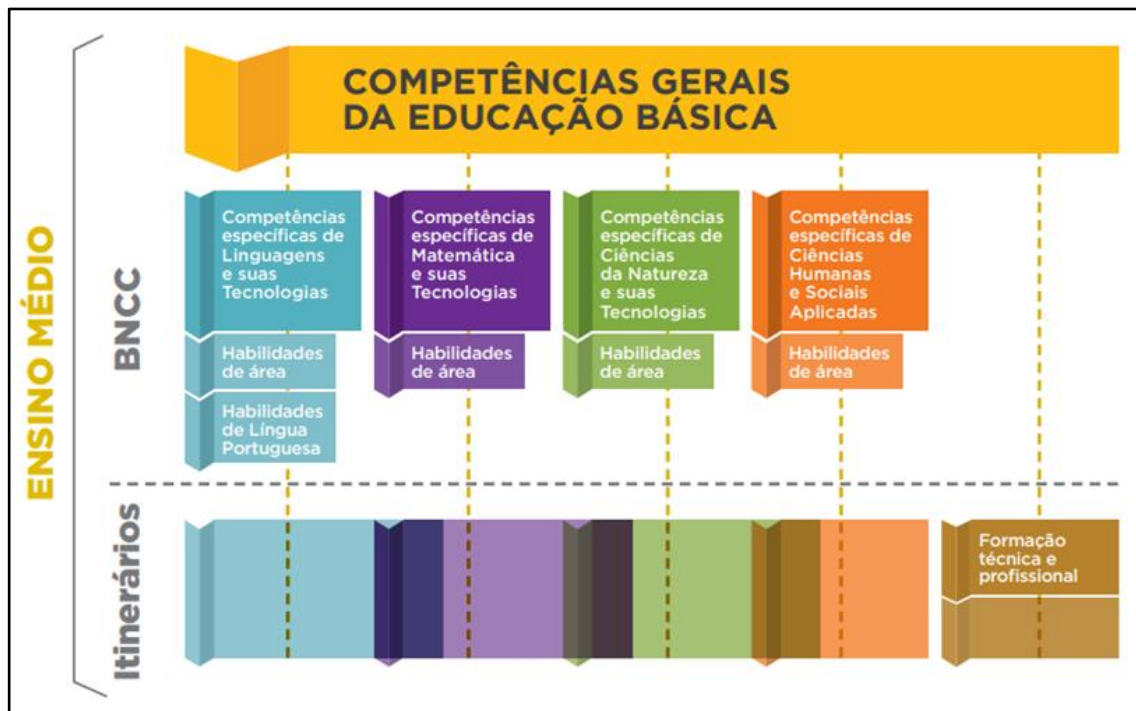 ENSINO MÉDIO
BNCC
COMPETÊNCIAS GERAIS
DA EDUCAÇÃO BÁSICA
Competências
específicas de
Linguagens
e suas
Tecnologias
Habilidades
de área
Habilidades
de Língua
Portuguesa
Competências
específicas de
Matemática
e suas
Tecnologias
Habilidades
de área
Competências
específicas de
Ciências
da Natureza
e suas
Tecnologias
Habilidades
de área
Competências
específicas de
Ciências
Humanas
e Sociais
Aplicadas
Habilidades
de área
Itinerários
Formação
técnica e
profissional